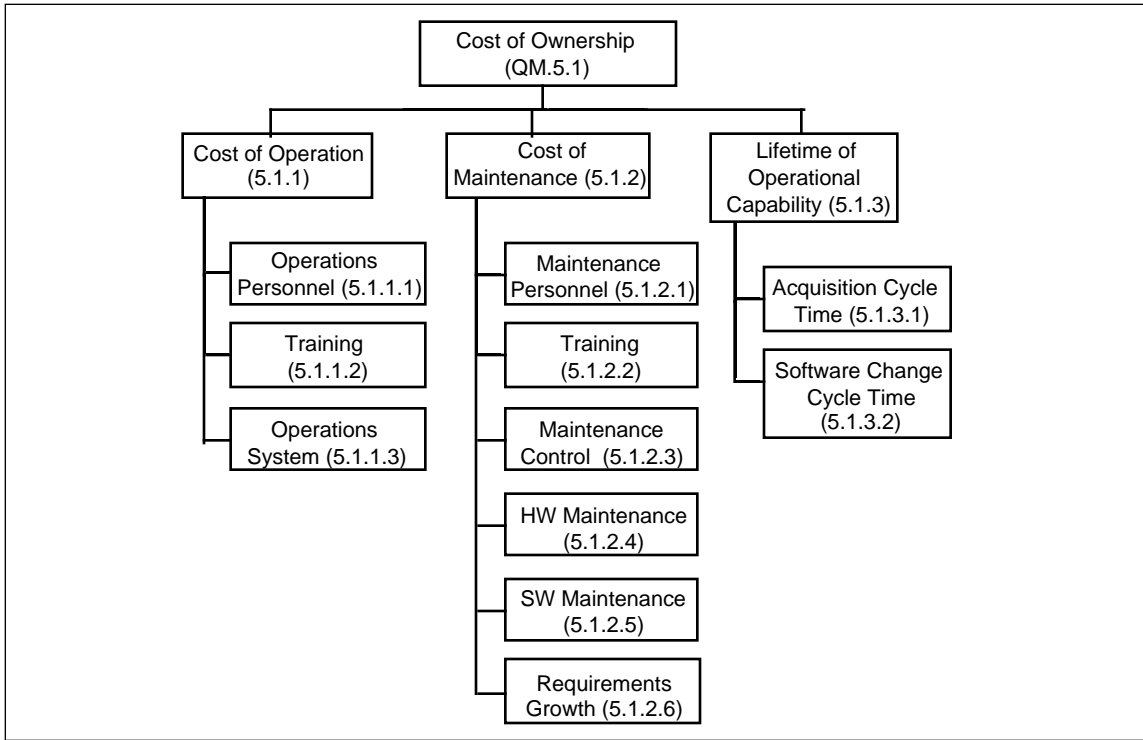 Cost of Ownership
(QM.5.1)
Cost of Operation
(5.1.1)
Cost of
Maintenance (5.1.2)
Lifetime of
Operational
Capability (5.1.3)
Operations
Personnel (5.1.1.1)
Training
(5.1.1.2)
Operations
System (5.1.1.3)
Maintenance
Personnel (5.1.2.1)
Training
(5.1.2.2)
Maintenance
Control (5.1.2.3)
HW Maintenance
(5.1.2.4)
SW Maintenance
(5.1.2.5)
Requirements
Growth (5.1.2.6)
Acquisition Cycle
Time (5.1.3.1)
Software Change
Cycle Time
(5.1.3.2)